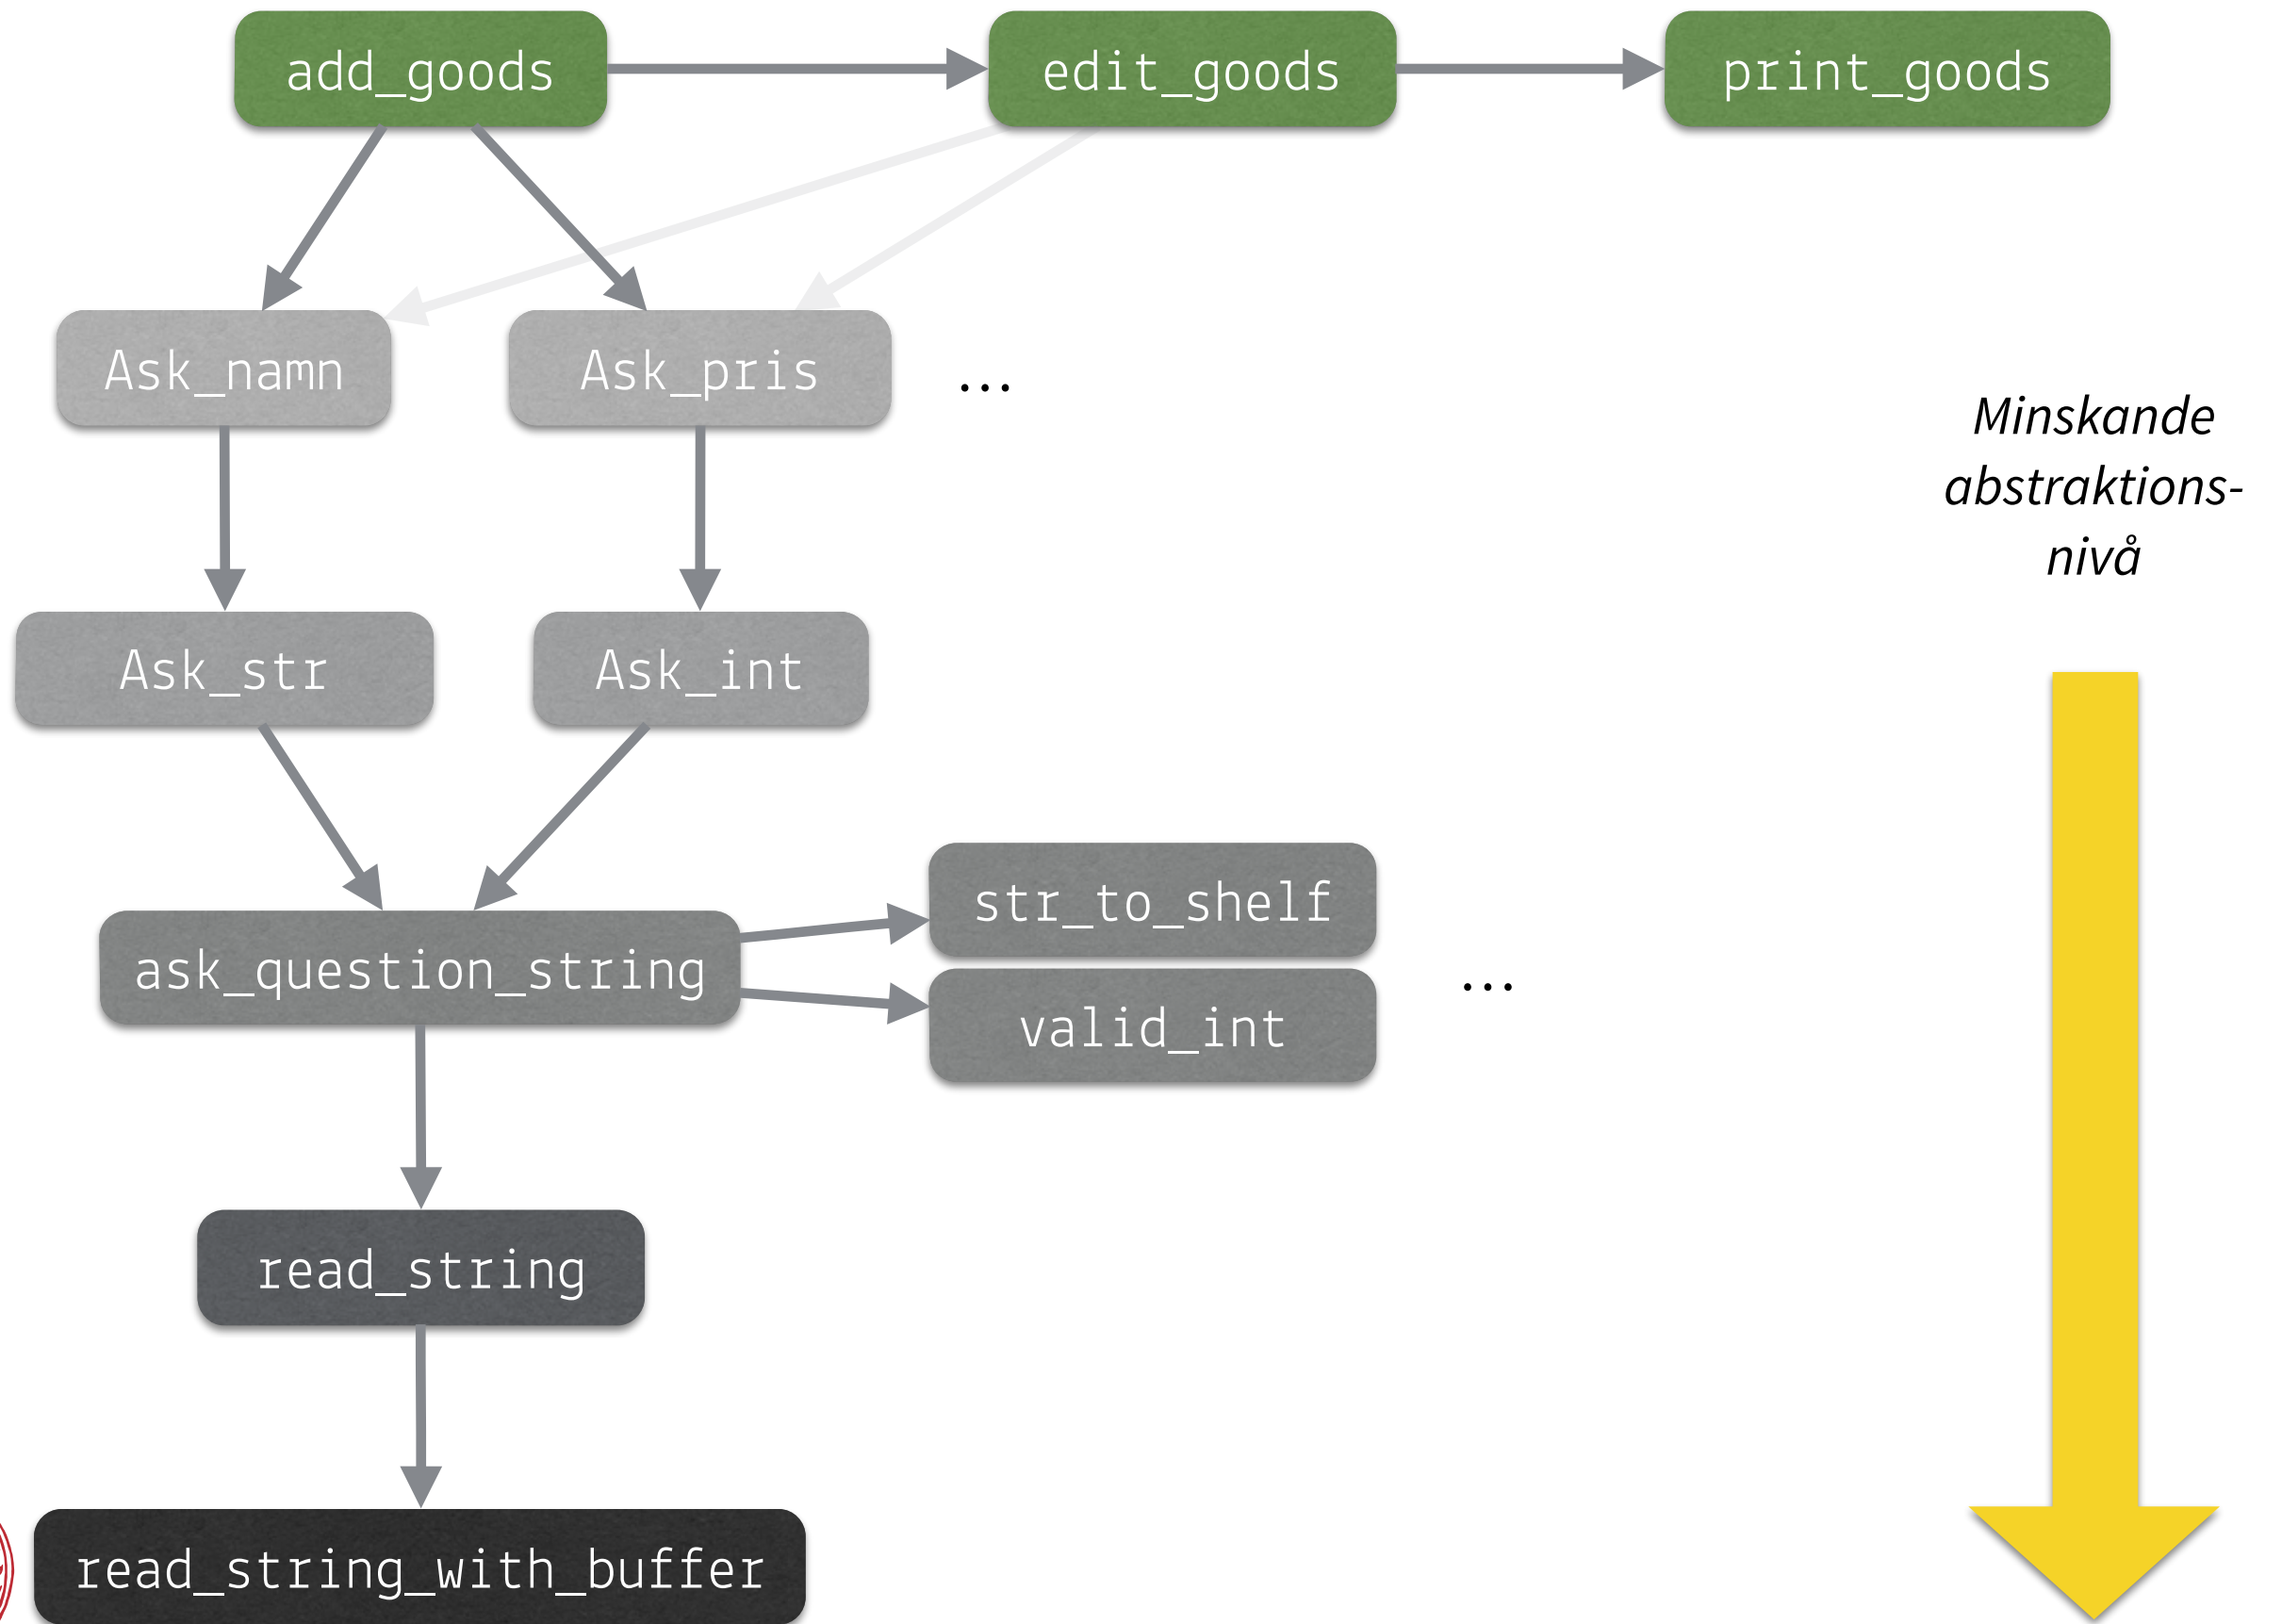 add_goods
edit_goods
print_goods
Ask_namn
Ask_pris
...
Minskande
abstraktions-
nivå
Ask_str
Ask_int
str_to_shelf
ask_question_string
...
valid_int
read_string
read_string_with_buffer